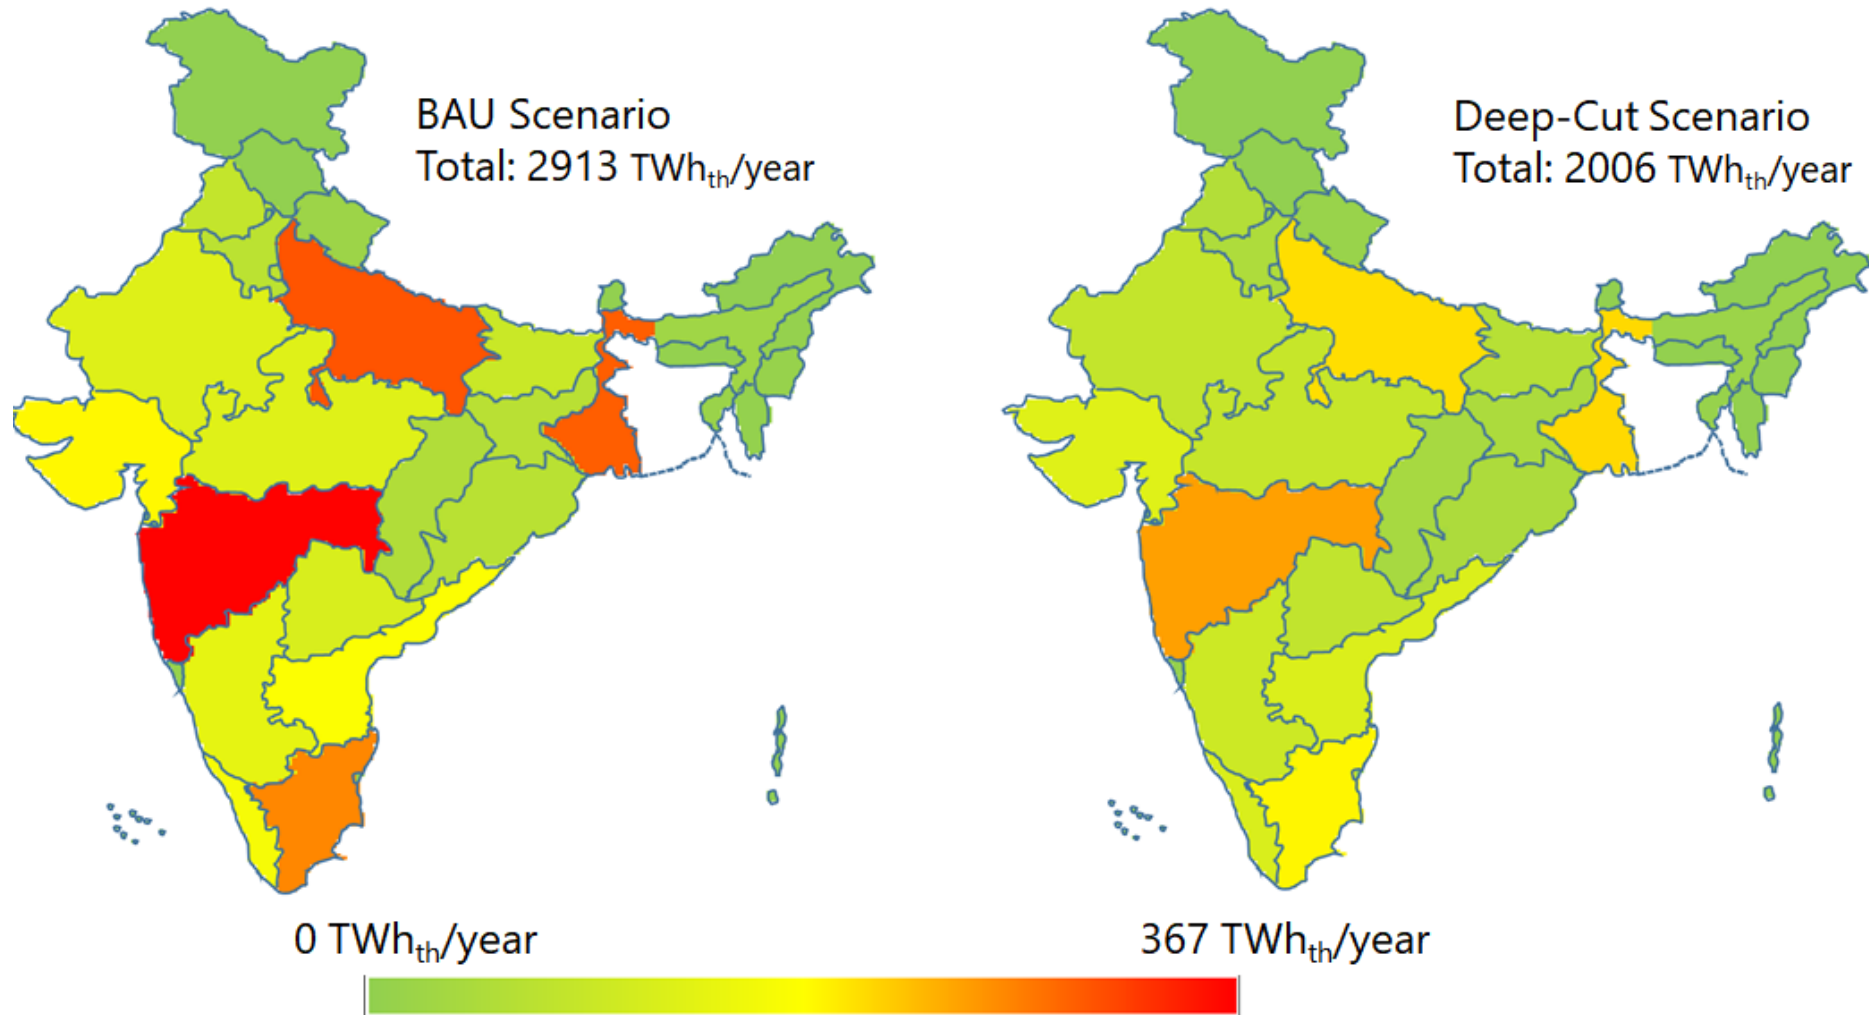 BAU Scenario
Total: 2913 TWhth/year
Deep-Cut Scenario
Total: 2006 TWhth/year
0 TWhth/year
367 TWhth/year